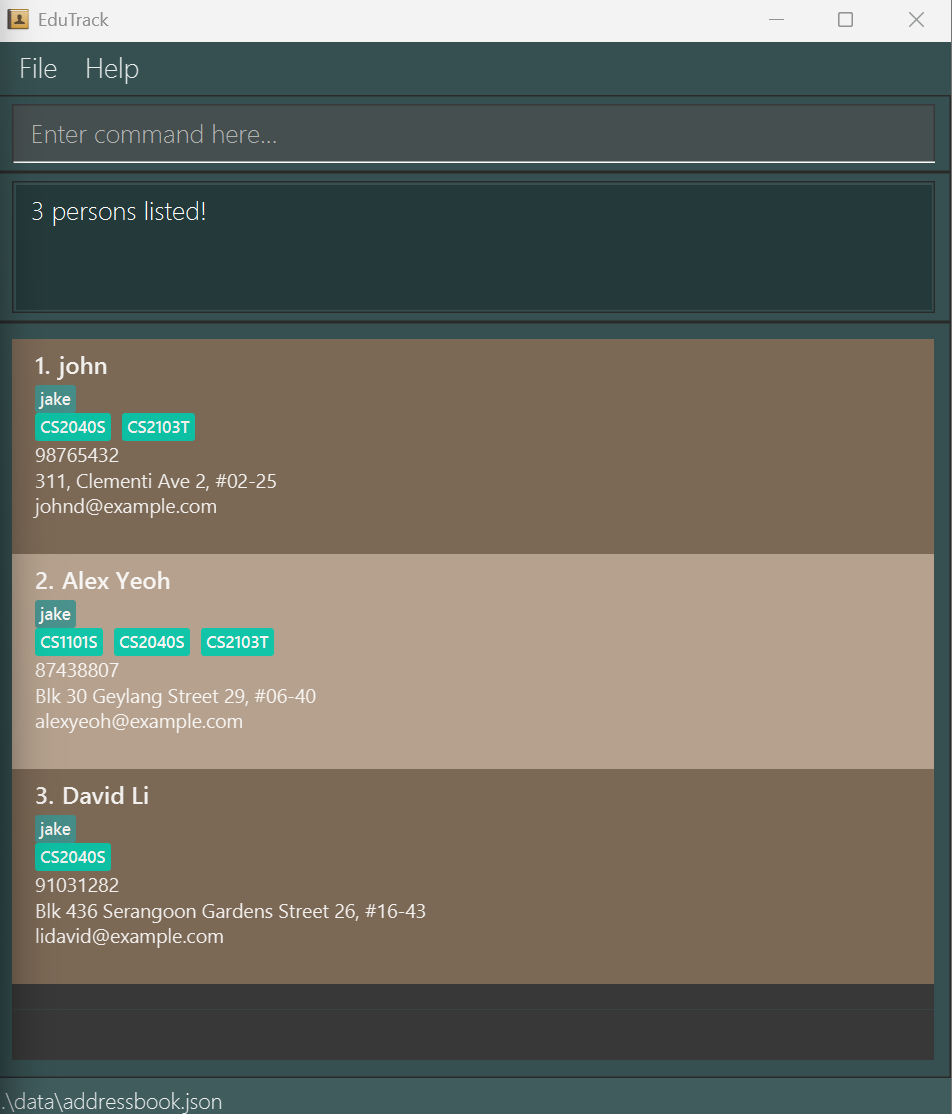 EduTrack
File Help
Enter command here...
3 persons listed!
1. john
jake
CS2040S CS2103T
98765432
311, Clementi Ave 2, #02-25
johnd@example.com
2. Alex Yeoh
jake
CS1101S CS2040S CS2103T
87438807
Blk 30 Geylang Street 29, #06-40
alexyeoh@example.com
3. David Li
jake
CS2040S
91031282
Blk 436 Serangoon Gardens Street 26, #16-43
lidavid@example.com
.\data\addressbook.json